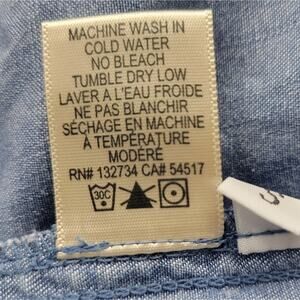 MACHINE WASH IN
COLD WATER
NO BLEACH
TUMBLE DRY LOW
LAVER A L'EAU FROIDE
NE PAS BLANCHIR
SÉCHAGE EN MACHINE
À TEMPÉRATURE
MODÉRÉ
RN# 132734 CA# 54517
30C